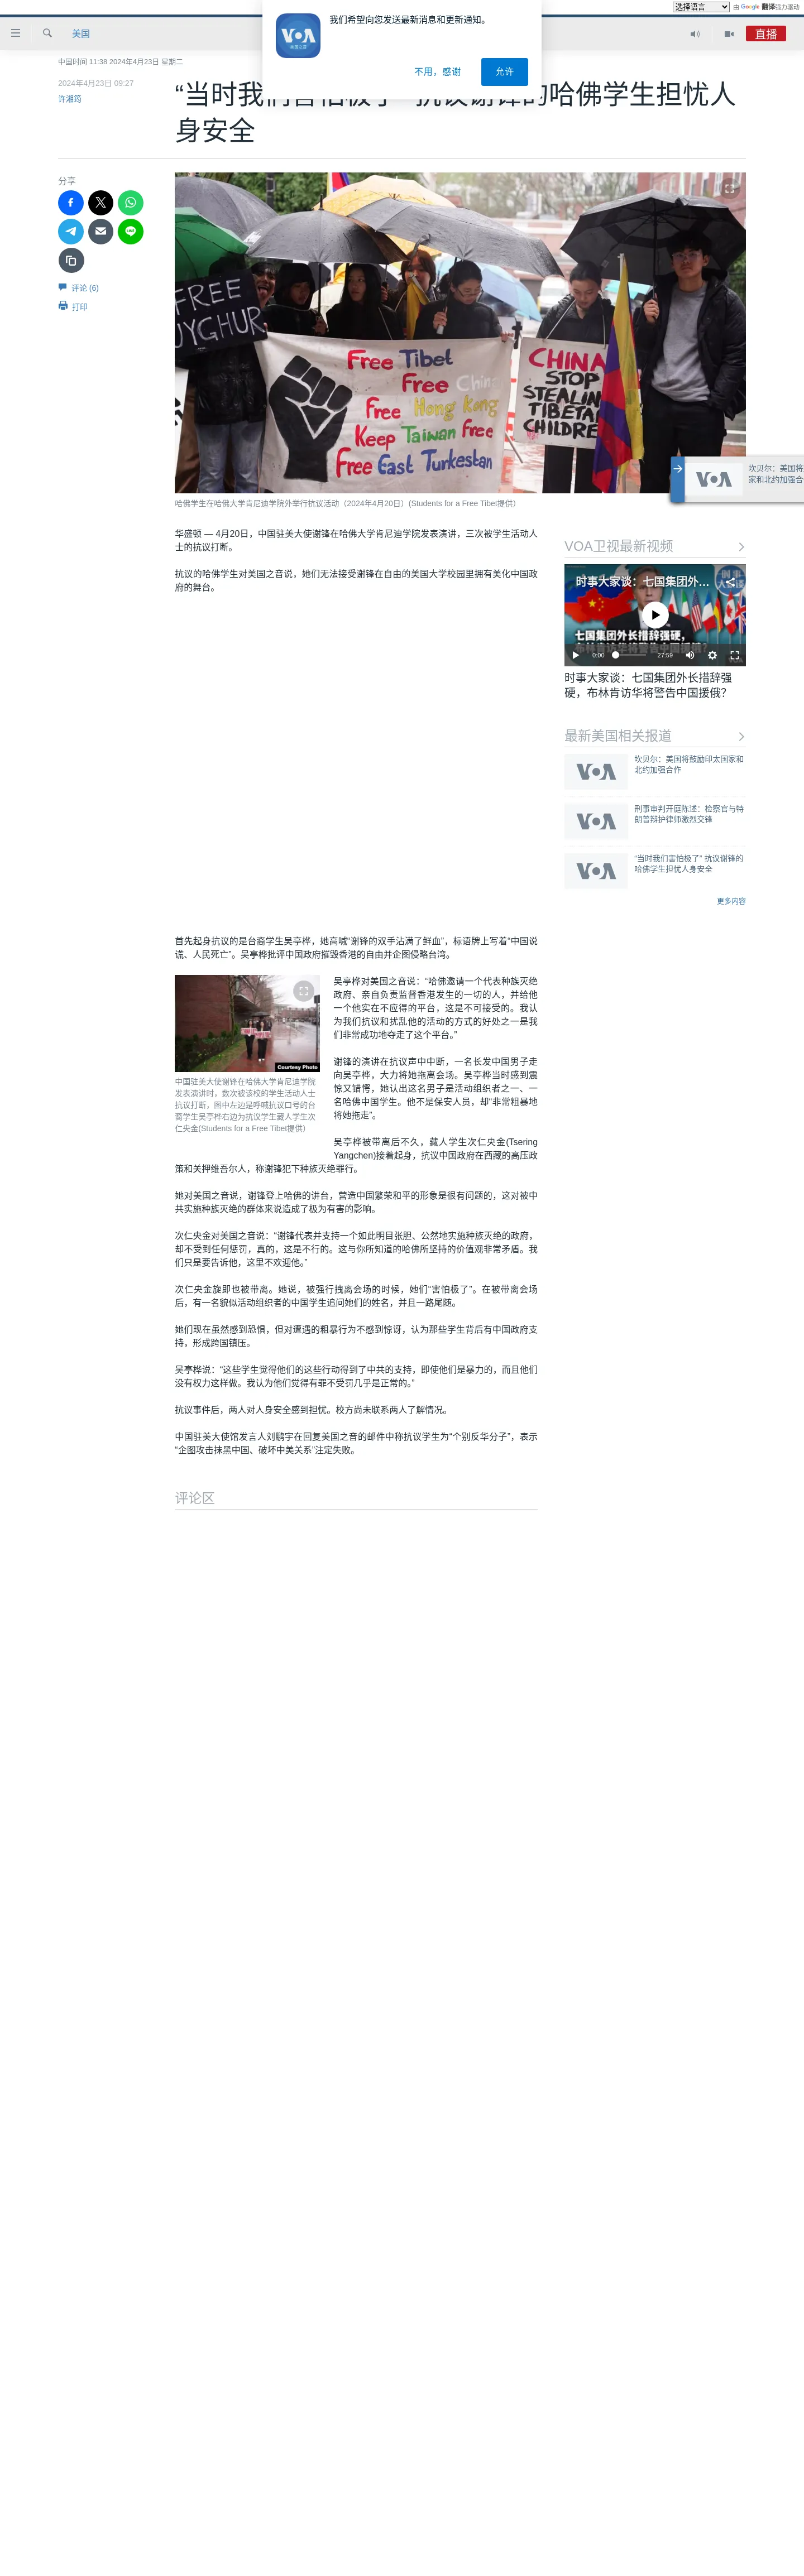 选择语言
由 Google 翻译强力驱动
我们希望向您发送最新消息和更新通知。
VOA
美国之音
不用，感谢
允许
美国
直播
中国时间 11:38 2024年4月23日 星期二
2024年4月23日 09:27
许湘筠
身安全
分享
评论 (6)
打印
FREE
UYGHUR
Free Tibet
Free China
Free Hong Kong
Keep Taiwan Free
Free East Turkestan
CHINA
STOP
STEALING
TIBETAN
CHILDREN
哈佛学生在哈佛大学肯尼迪学院外举行抗议活动（2024年4月20日）(Students for a Free Tibet提供）
VOA
坎贝尔：美国将
家和北约加强合
华盛顿 — 4月20日，中国驻美大使谢锋在哈佛大学肯尼迪学院发表演讲，三次被学生活动人
士的抗议打断。
抗议的哈佛学生对美国之音说，她们无法接受谢锋在自由的美国大学校园里拥有美化中国政
府的舞台。
首先起身抗议的是台裔学生吴亭桦，她高喊“谢锋的双手沾满了鲜血”，标语牌上写着“中国说
谎、人民死亡”。吴亭桦批评中国政府摧毁香港的自由并企图侵略台湾。
Courtesy Photo
中国驻美大使谢锋在哈佛大学肯尼迪学院
发表演讲时，数次被该校的学生活动人士
抗议打断，图中左边是呼喊抗议口号的台
裔学生吴亭桦右边为抗议学生藏人学生次
仁央金(Students for a Free Tibet提供）
吴亭桦对美国之音说：“哈佛邀请一个代表种族灭绝
政府、亲自负责监督香港发生的一切的人，并给他
一个他实在不应得的平台，这是不可接受的。我认
为我们抗议和扰乱他的活动的方式的好处之一是我
们非常成功地夺走了这个平台。”
谢锋的演讲在抗议声中中断，一名长发中国男子走
向吴亭桦，大力将她拖离会场。吴亭桦当时感到震
惊又错愕，她认出这名男子是活动组织者之一、一
名哈佛中国学生。他不是保安人员，却“非常粗暴地
将她拖走”。
吴亭桦被带离后不久，藏人学生次仁央金(Tsering
Yangchen)接着起身，抗议中国政府在西藏的高压政
策和关押维吾尔人，称谢锋犯下种族灭绝罪行。
她对美国之音说，谢锋登上哈佛的讲台，营造中国繁荣和平的形象是很有问题的，这对被中
共实施种族灭绝的群体来说造成了极为有害的影响。
次仁央金对美国之音说：“谢锋代表并支持一个如此明目张胆、公然地实施种族灭绝的政府，
却不受到任何惩罚，真的，这是不行的。这与你所知道的哈佛所坚持的价值观非常矛盾。我
们只是要告诉他，这里不欢迎他。”
次仁央金旋即也被带离。她说，被强行拽离会场的时候，她们“害怕极了”。在被带离会场
后，有一名貌似活动组织者的中国学生追问她们的姓名，并且一路尾随。
她们现在虽然感到恐惧，但对遭遇的粗暴行为不感到惊讶，认为那些学生背后有中国政府支
持，形成跨国镇压。
吴亭桦说：“这些学生觉得他们的这些行动得到了中共的支持，即使他们是暴力的，而且他们
没有权力这样做。我认为他们觉得有罪不受罚几乎是正常的。”
抗议事件后，两人对人身安全感到担忧。校方尚未联系两人了解情况。
中国驻美大使馆发言人刘鹏宇在回复美国之音的邮件中称抗议学生为“个别反华分子”，表示
“企图攻击抹黑中国、破坏中美关系”注定失败。
评论区
VOA卫视最新视频
时事大家谈：七国集团外...
七国集团外长措辞强硬，
0:00
27:59
时事大家谈：七国集团外长措辞强
硬，布林肯访华将警告中国援俄？
最新美国相关报道
VOA
坎贝尔：美国将鼓励印太国家和
北约加强合作
VOA
刑事审判开庭陈述：检察官与特
朗普辩护律师激烈交锋
VOA
“当时我们害怕极了” 抗议谢锋的
哈佛学生担忧人身安全
更多内容